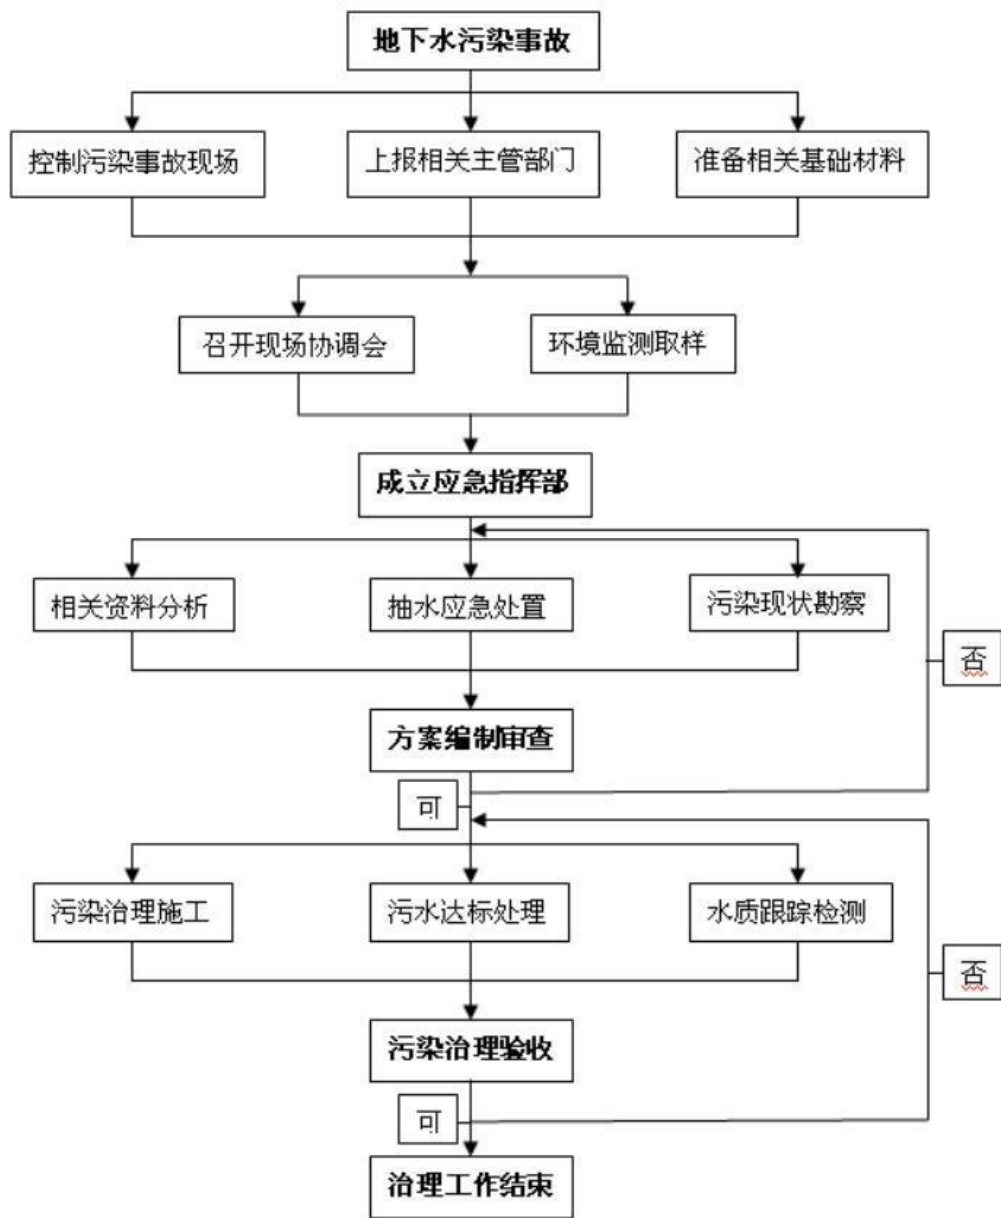 地下水污染事故
控制污染事故现场
上报相关主管部门
准备相关基础材料
召开现场协调会
环境监测取样
成立应急指挥部
相关资料分析
抽水应急处置
污染现状勘察
否
方案编制审查
可
污染治理施工
污水达标处理
水质跟踪检测
否
污染治理验收
可
治理工作结束